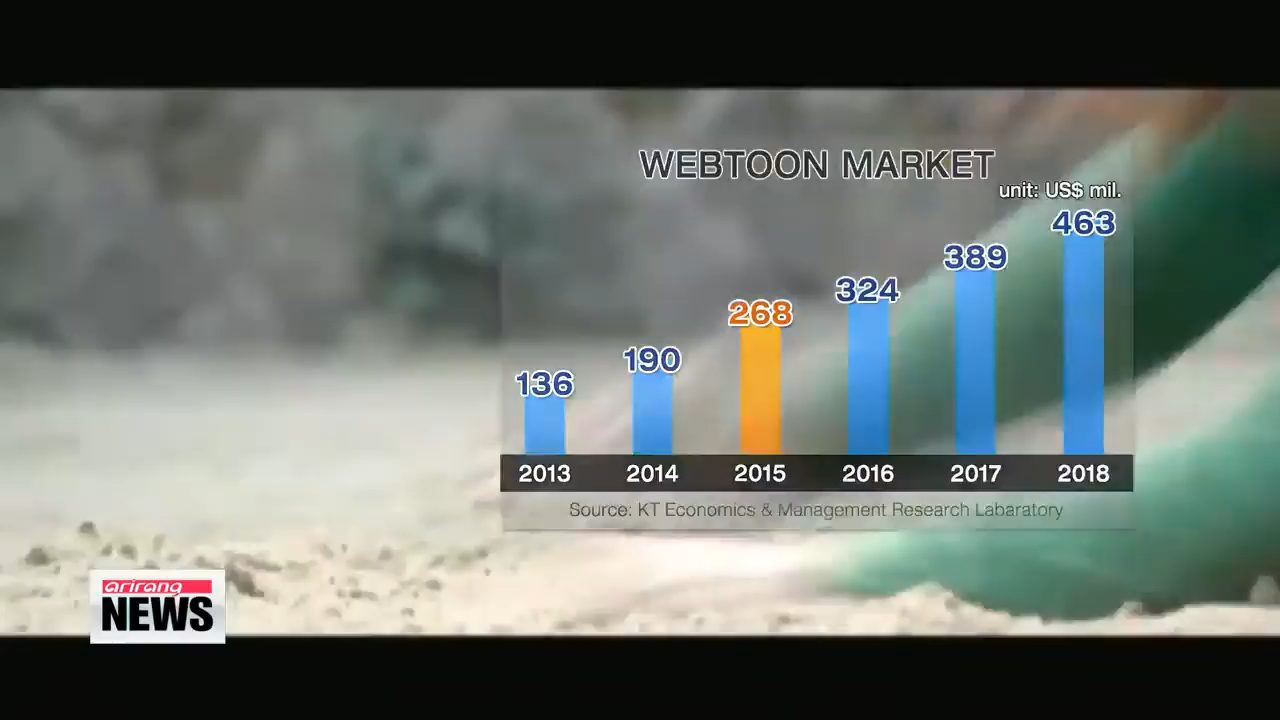 WEBTOON MARKET
unit: US$ mil.
136 190 268 324 389 463
2013 2014 2015 2016 2017 2018
Source: KT Economics & Management Research Labaratory
arirang
NEWS